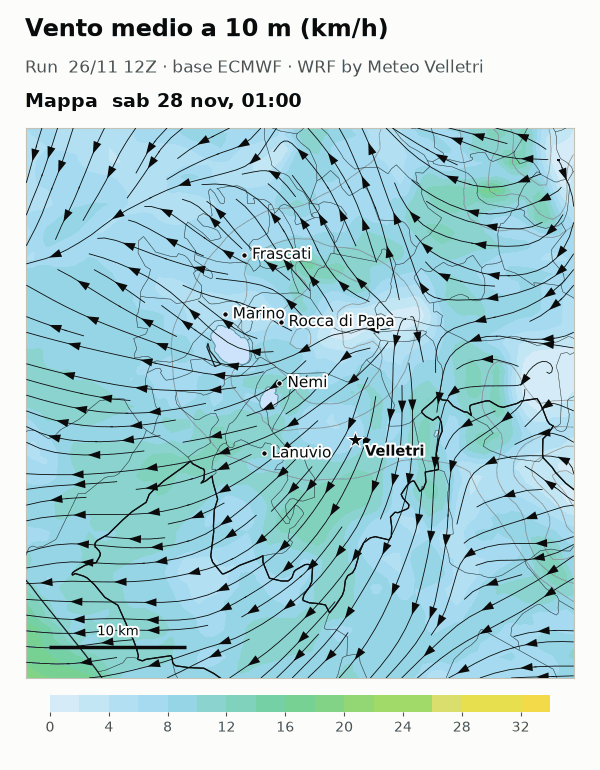 Vento medio a 10 m (km/h)
Run  26/11 12Z · base ECMWF · WRF by Meteo Velletri
Mappa  sab 28 nov, 01:00
Frascati
Marino
Rocca di Papa
Nemi
Velletri
Lanuvio
10 km
0 4 8 12 16 20 24 28 32